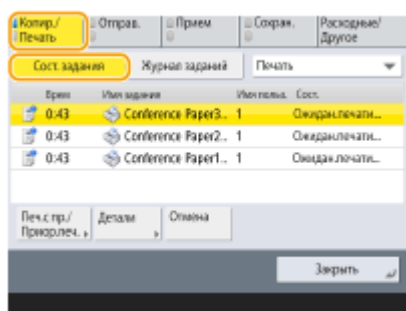 Копир./ Печать
Отправ.
Прием
Сохран.
Расходные/ Другое
Сост. задания
Журнал заданий
Печать
Время Имя задания Имя польз. Сост.
0:43 Conference Paper3... 1 Ожидан.печати...
0:43 Conference Paper2... 1 Ожидан.печати...
0:43 Conference Paper1... 1 Ожидан.печати...
Печ.с пр./ Приор.печ.
Детали
Отмена
Закрыть